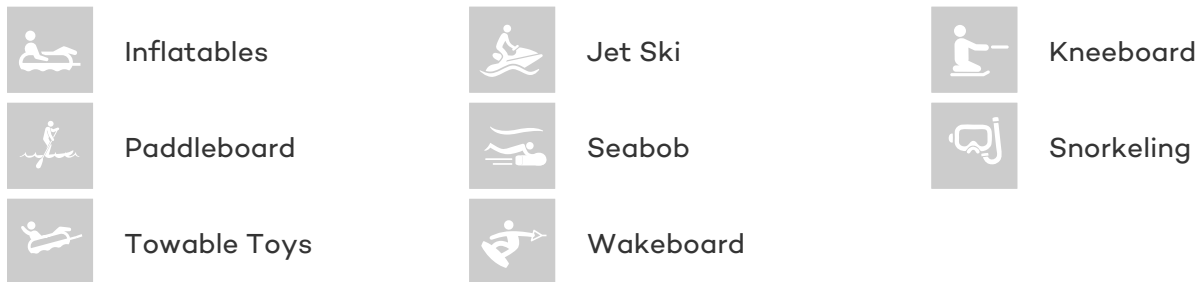 Inflatables
Jet Ski
Kneeboard
Paddleboard
Seabob
Snorkeling
Towable Toys
Wakeboard